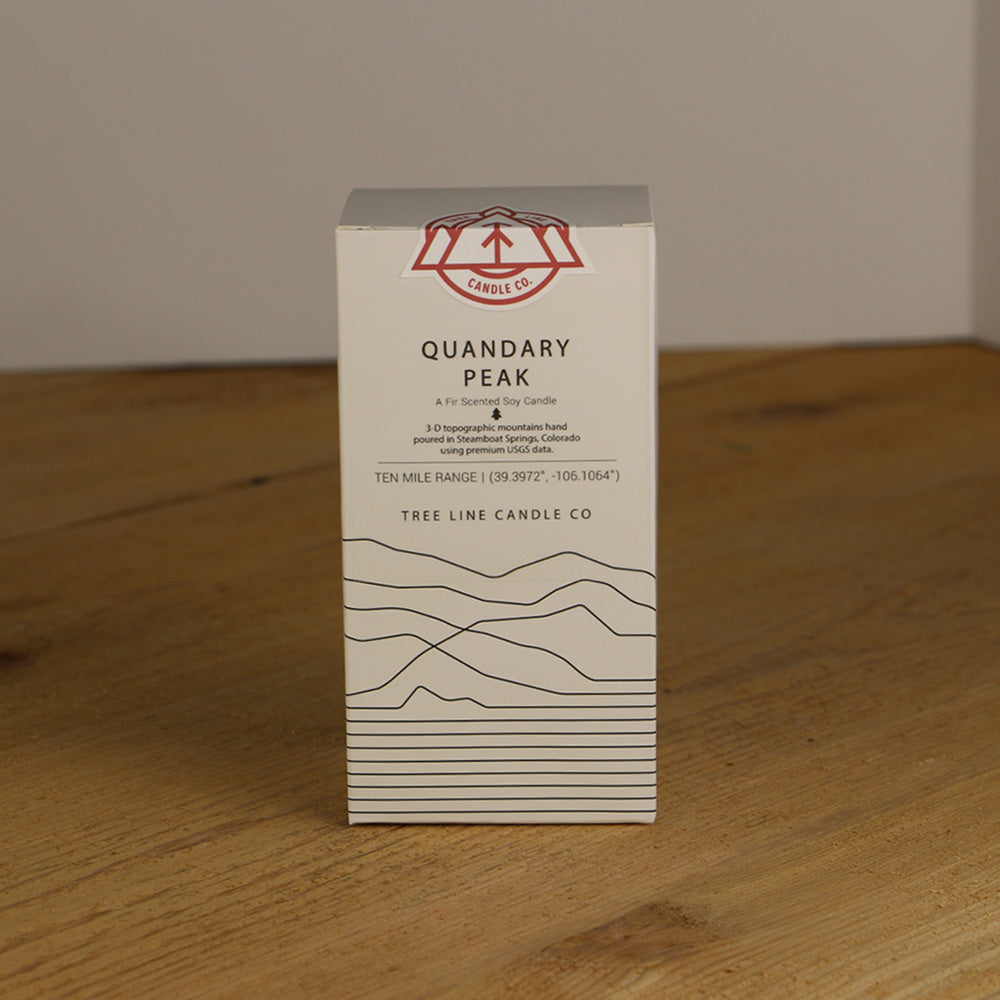 TREE LINE
CANDLE CO.
QUANDARY
PEAK
A Fir Scented Soy Candle
3-D topographic mountains hand
poured in Steamboat Springs, Colorado
using premium USGS data.
TEN MILE RANGE | (39.3972°, -106.1064°)
TREE LINE CANDLE CO